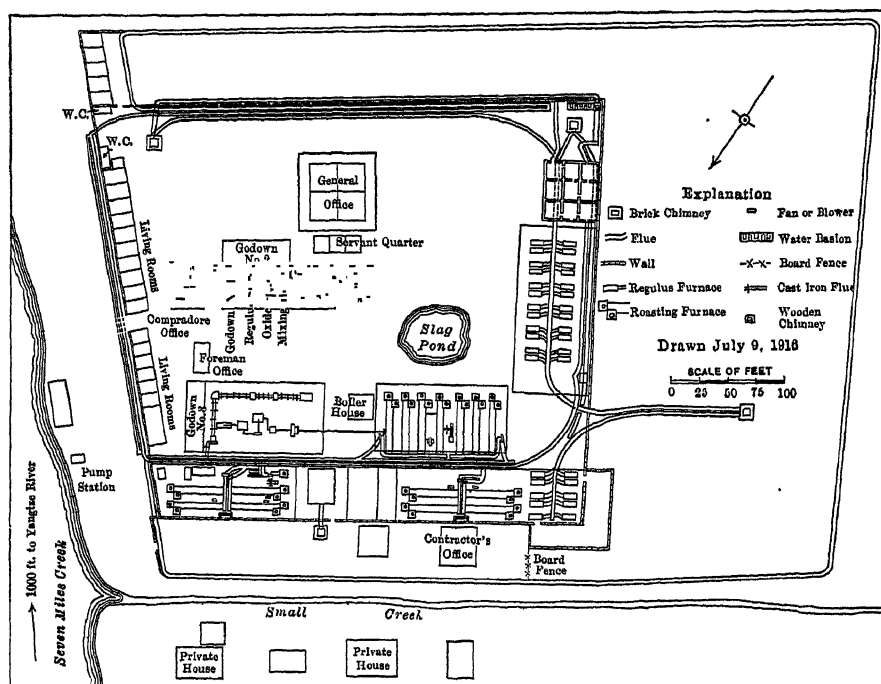 W.C.
W.C.
General
Office
Servant Quarter
Godown
No.2
Living Rooms
Compradore
Office
Godown
Regulus
Oxide
Mixing
Foreman
Office
Slag
Pond
Living Rooms
Godown
No.3
Boiler
House
Pump
Station
Contractor's
Office
Board
Fence
1000 ft. to Yangtze River
Seven Miles Creek
Small Creek
Private
House
Private
House
Explanation
Brick Chimney
Flue
Wall
Regulus Furnace
Roasting Furnace
Fan or Blower
Water Basion
Board Fence
Cast Iron Flue
Wooden
Chimney
Drawn July 9, 1916
SCALE OF FEET
0 25 50 75 100